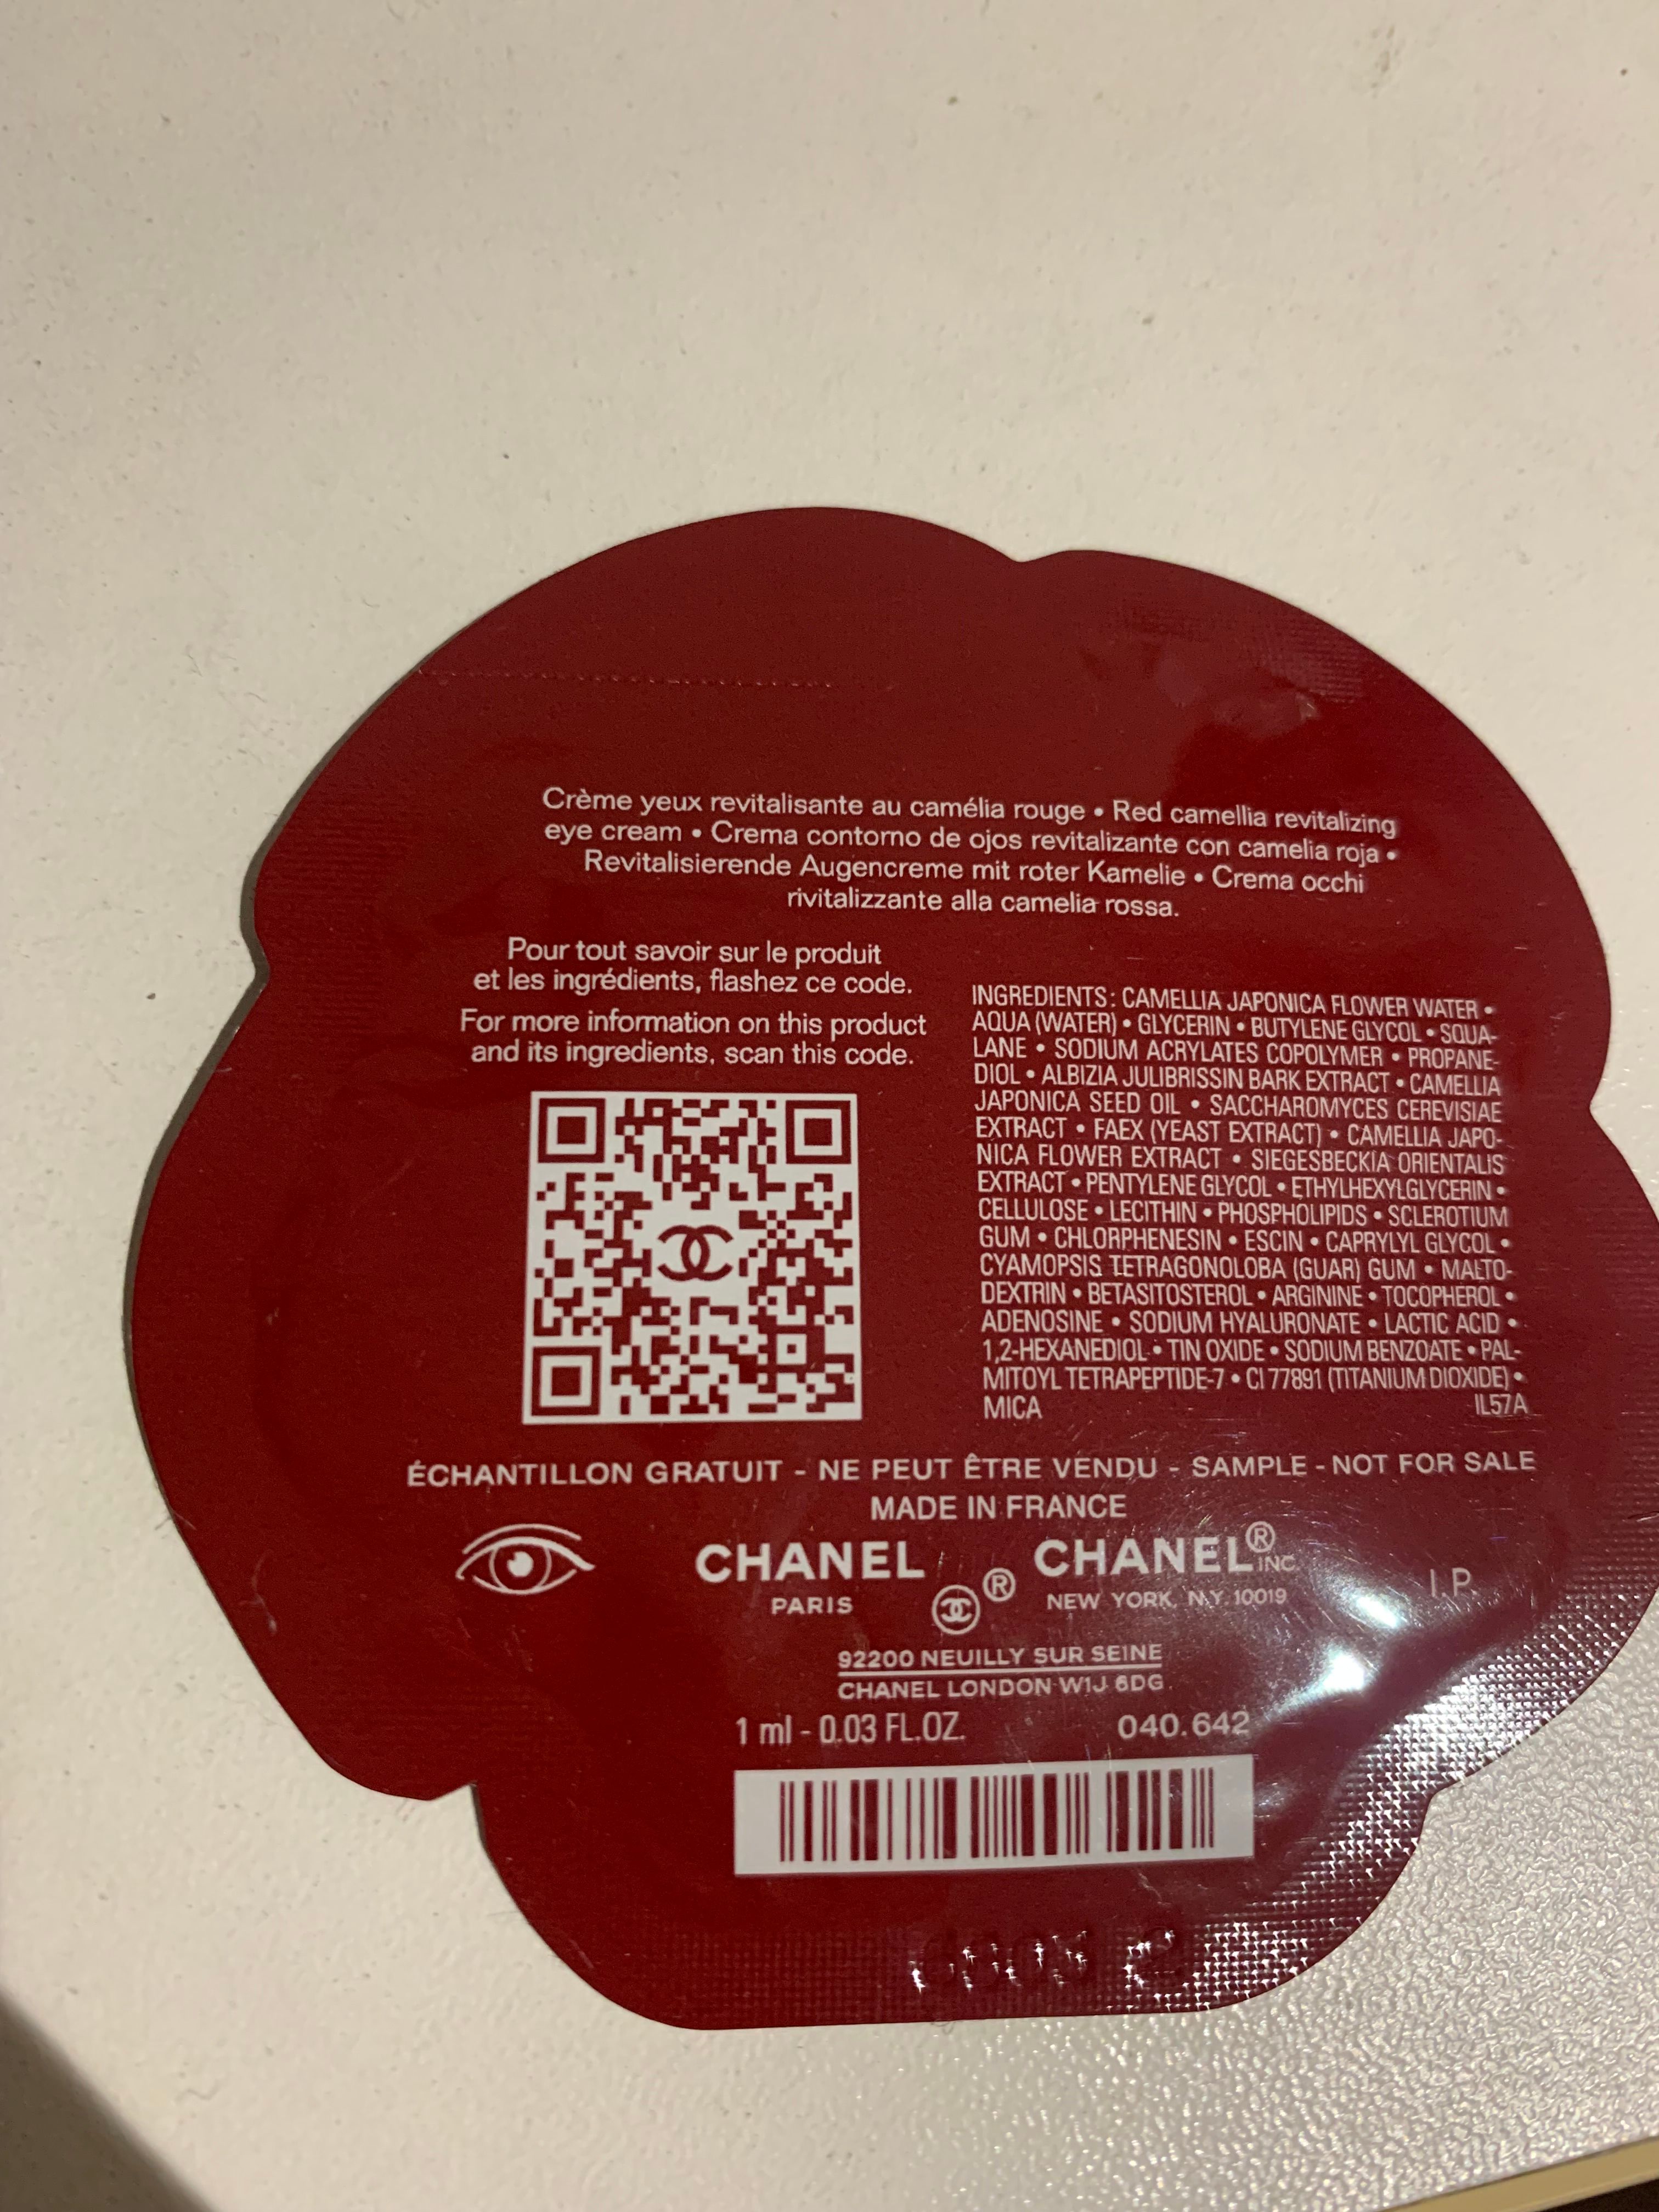 Crème yeux revitalisante au camélia rouge • Red camellia revitalizing
eye cream • Crema contorno de ojos revitalizante con camelia roja •
Revitalisierende Augencreme mit roter Kamelie • Crema occhi
rivitalizzante alla camelia rossa.
Pour tout savoir sur le produit
et les ingrédients, flashez ce code.
For more information on this product
and its ingredients, scan this code.
INGREDIENTS: CAMELLIA JAPONICA FLOWER WATER •
AQUA (WATER) • GLYCERIN • BUTYLENE GLYCOL • SQUA-
LANE • SODIUM ACRYLATES COPOLYMER • PROPANE-
DIOL • ALBIZIA JULIBRISSIN BARK EXTRACT • CAMELLIA
JAPONICA SEED OIL • SACCHAROMYCES CEREVISIAE
EXTRACT • FAEX (YEAST EXTRACT) • CAMELLIA JAPO-
NICA FLOWER EXTRACT • SIEGESBECKIA ORIENTALIS
EXTRACT • PENTYLENE GLYCOL • ETHYLHEXYLGLYCERIN •
CELLULOSE • LECITHIN • PHOSPHOLIPIDS • SCLEROTIUM
GUM • CHLORPHENESIN • ESCIN • CAPRYLYL GLYCOL •
CYAMOPSIS TETRAGONOLOBA (GUAR) GUM • MALTO-
DEXTRIN • BETASITOSTEROL • ARGININE • TOCOPHEROL •
ADENOSINE • SODIUM HYALURONATE • LACTIC ACID •
1,2-HEXANEDIOL • TIN OXIDE • SODIUM BENZOATE • PAL-
MITOYL TETRAPEPTIDE-7 • CI 77891 (TITANIUM DIOXIDE) •
MICA IL57A
ÉCHANTILLON GRATUIT - NE PEUT ÊTRE VENDU - SAMPLE - NOT FOR SALE
MADE IN FRANCE
CHANEL ® CHANEL® INC.
PARIS NEW YORK, N.Y. 10019 I.P.
92200 NEUILLY SUR SEINE
CHANEL LONDON W1J 6DG
1 ml - 0.03 FL.OZ. 040.642